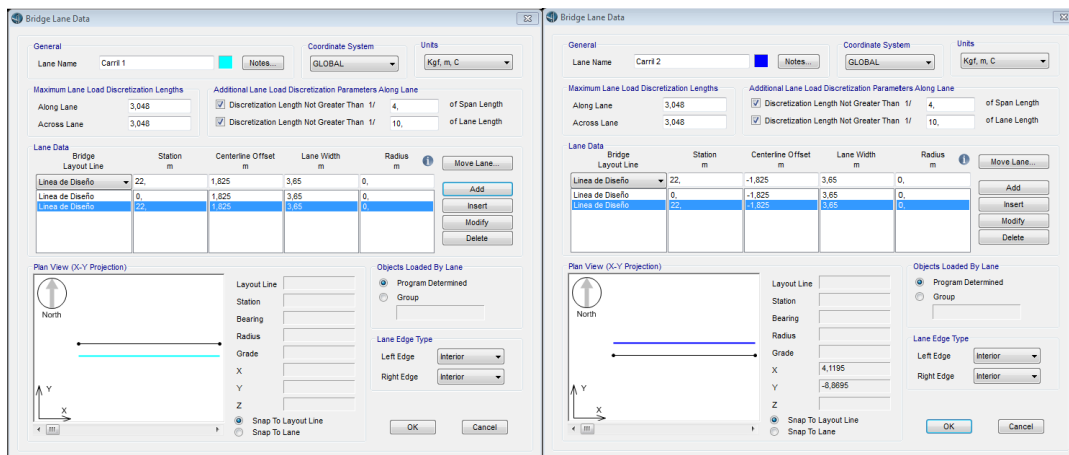 Bridge Lane Data
General
Lane Name Carril 1 Notes...
Coordinate System
GLOBAL
Units
Kgf, m, C
Maximum Lane Load Discretization Lengths
Along Lane 3,048
Across Lane 3,048
Additional Lane Load Discretization Parameters Along Lane
Discretization Length Not Greater Than 1/ 4, of Span Length
Discretization Length Not Greater Than 1/ 10, of Lane Length
Lane Data
Bridge Layout Line Station m Centerline Offset m Lane Width m Radius m
Linea de Diseño 22, 1,825 3,65 0,
Linea de Diseño 0, 1,825 3,65 0,
Linea de Diseño 22, 1,825 3,65 0,
Move Lane...
Add
Insert
Modify
Delete
Plan View (X-Y Projection)
North
Y
X
Layout Line
Station
Bearing
Radius
Grade
X
Y
Z
Snap To Layout Line
Snap To Lane
Objects Loaded By Lane
Program Determined
Group
Lane Edge Type
Left Edge Interior
Right Edge Interior
OK Cancel
Bridge Lane Data
General
Lane Name Carril 2 Notes...
Coordinate System
GLOBAL
Units
Kgf, m, C
Maximum Lane Load Discretization Lengths
Along Lane 3,048
Across Lane 3,048
Additional Lane Load Discretization Parameters Along Lane
Discretization Length Not Greater Than 1/ 4, of Span Length
Discretization Length Not Greater Than 1/ 10, of Lane Length
Lane Data
Bridge Layout Line Station m Centerline Offset m Lane Width m Radius m
Linea de Diseño 22, -1,825 3,65 0,
Linea de Diseño 0, -1,825 3,65 0,
Linea de Diseño 22, -1,825 3,65 0,
Move Lane...
Add
Insert
Modify
Delete
Plan View (X-Y Projection)
North
Y
X
Layout Line
Station
Bearing
Radius
Grade
X 4,1195
Y -8,8695
Z
Snap To Layout Line
Snap To Lane
Objects Loaded By Lane
Program Determined
Group
Lane Edge Type
Left Edge Interior
Right Edge Interior
OK Cancel